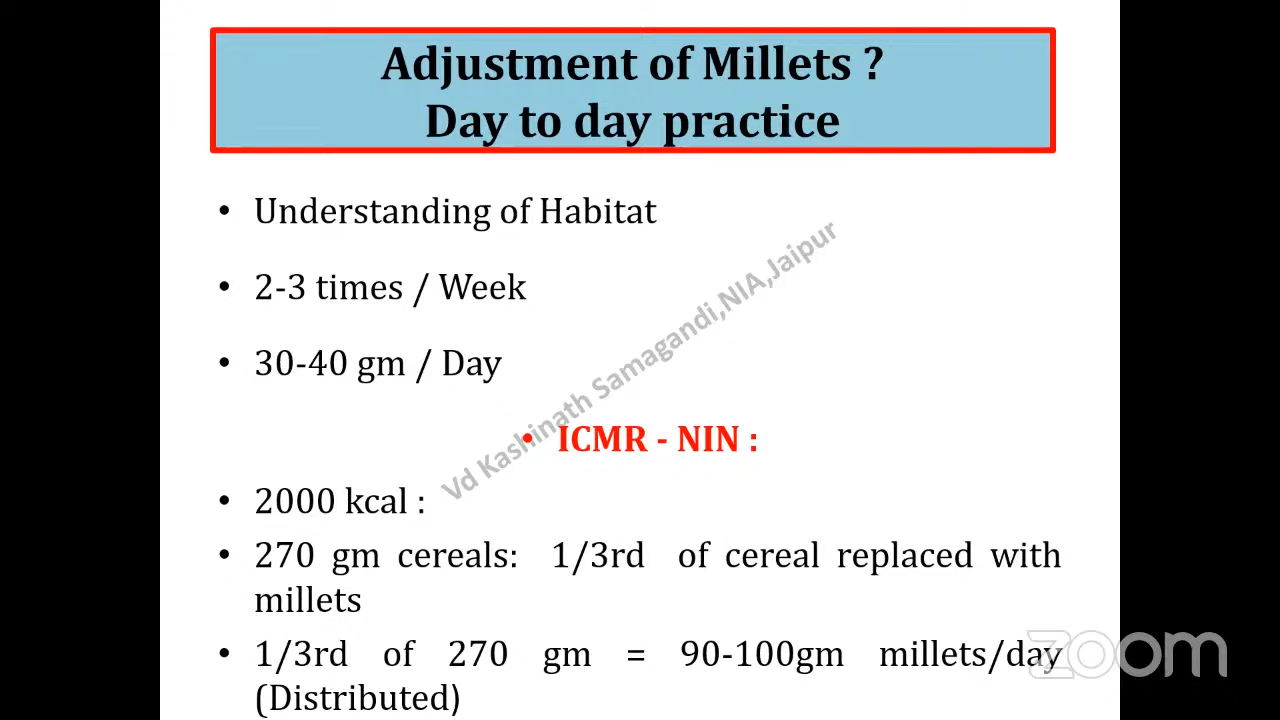 Adjustment of Millets ?
Day to day practice
• Understanding of Habitat
• 2-3 times / Week
• 30-40 gm / Day
• ICMR - NIN :
• 2000 kcal :
• 270 gm cereals: 1/3rd of cereal replaced with
millets
• 1/3rd of 270 gm = 90-100gm millets/day
(Distributed)
Vd Kashinath Samagandi,NIA,Jaipur
zoom